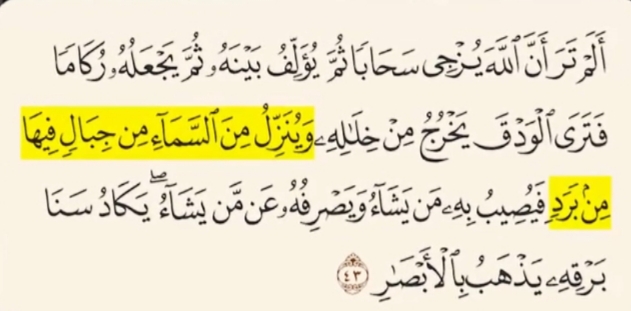 أَلَمْ تَرَ أَنَّ ٱللَّهَ يُزْجِى سَحَابًا ثُمَّ يُؤَلِّفُ بَيْنَهُۥ ثُمَّ يَجْعَلُهُۥ رُكَامًا
فَتَرَى ٱلْوَدْقَ يَخْرُجُ مِنْ خِلَٰلِهِۦ وَيُنَزِّلُ مِنَ ٱلسَّمَآءِ مِن جِبَالٍ فِيهَا
مِنۢ بَرَدٍ فَيُصِيبُ بِهِۦ مَن يَشَآءُ وَيَصْرِفُهُۥ عَن مَّن يَشَآءُ ۖ يَكَادُ سَنَا
بَرْقِهِۦ يَذْهَبُ بِٱلْأَبْصَٰرِ ٤٣